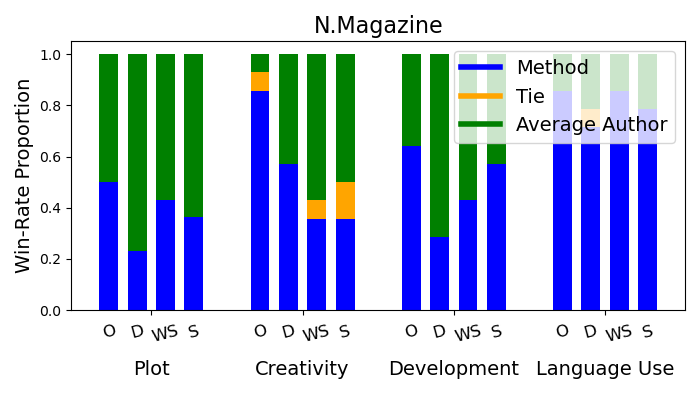 N.Magazine
Win-Rate Proportion
1.0
0.8
0.6
0.4
0.2
0.0
Method
Tie
Average Author
O D WS S O D WS S O D WS S O D WS S
Plot Creativity Development Language Use